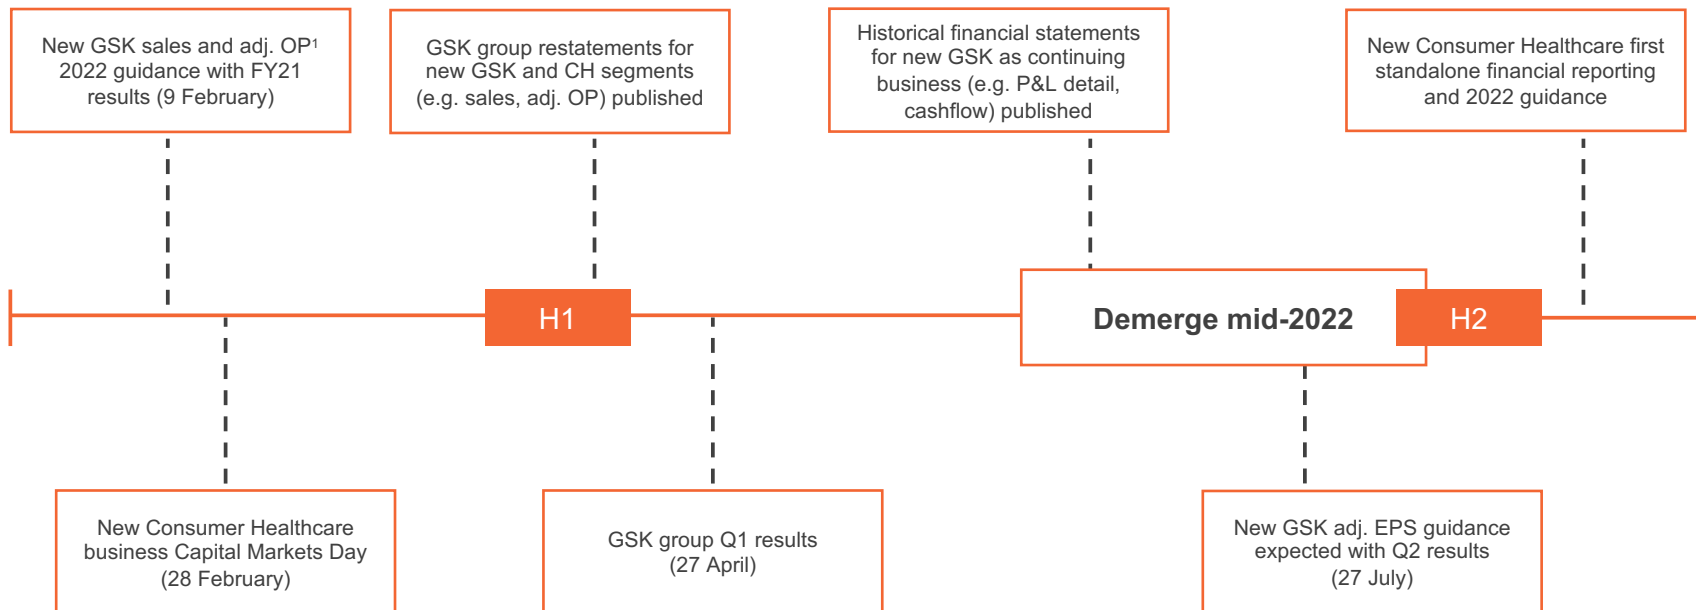 New GSK sales and adj. OP¹
2022 guidance with FY21
results (9 February)
GSK group restatements for
new GSK and CH segments
(e.g. sales, adj. OP) published
Historical financial statements
for new GSK as continuing
business (e.g. P&L detail,
cashflow) published
New Consumer Healthcare first
standalone financial reporting
and 2022 guidance
H1
Demerge mid-2022
H2
New Consumer Healthcare
business Capital Markets Day
(28 February)
GSK group Q1 results
(27 April)
New GSK adj. EPS guidance
expected with Q2 results
(27 July)